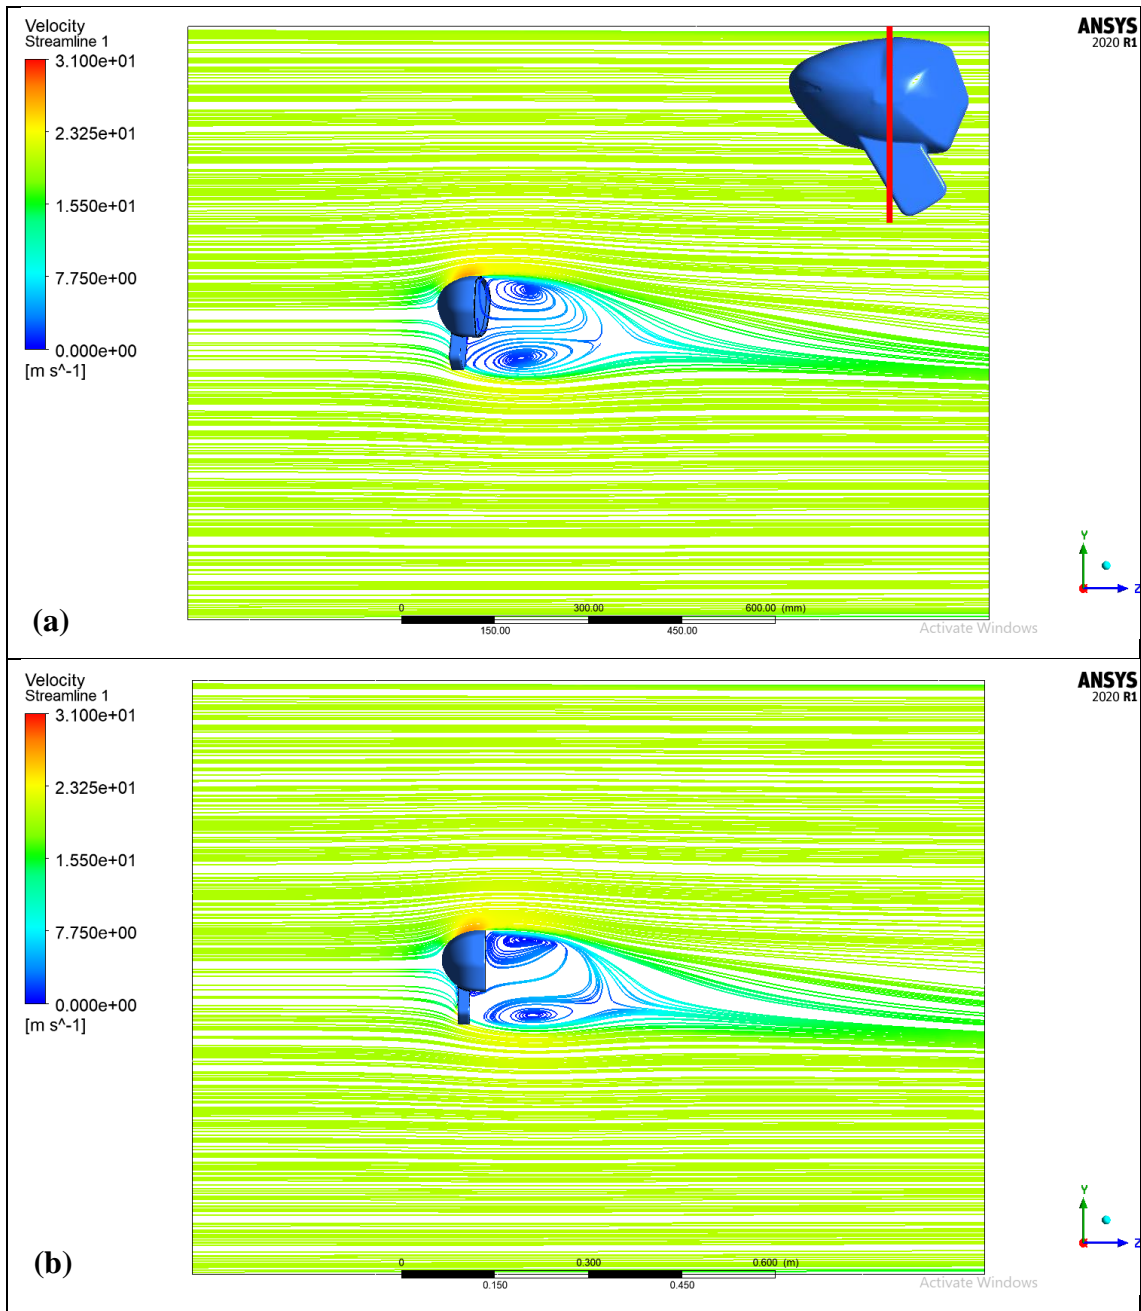 Velocity
Streamline 1
3.100e+01
2.325e+01
1.550e+01
7.750e+00
0.000e+00
[m s^-1]
ANSYS
2020 R1
Y
Z
0 300.00 600.00 (mm)
150.00 450.00
(a)
Activate Windows
Velocity
Streamline 1
3.100e+01
2.325e+01
1.550e+01
7.750e+00
0.000e+00
[m s^-1]
ANSYS
2020 R1
Y
Z
0 0.300 0.600 (m)
0.150 0.450
(b)
Activate Windows